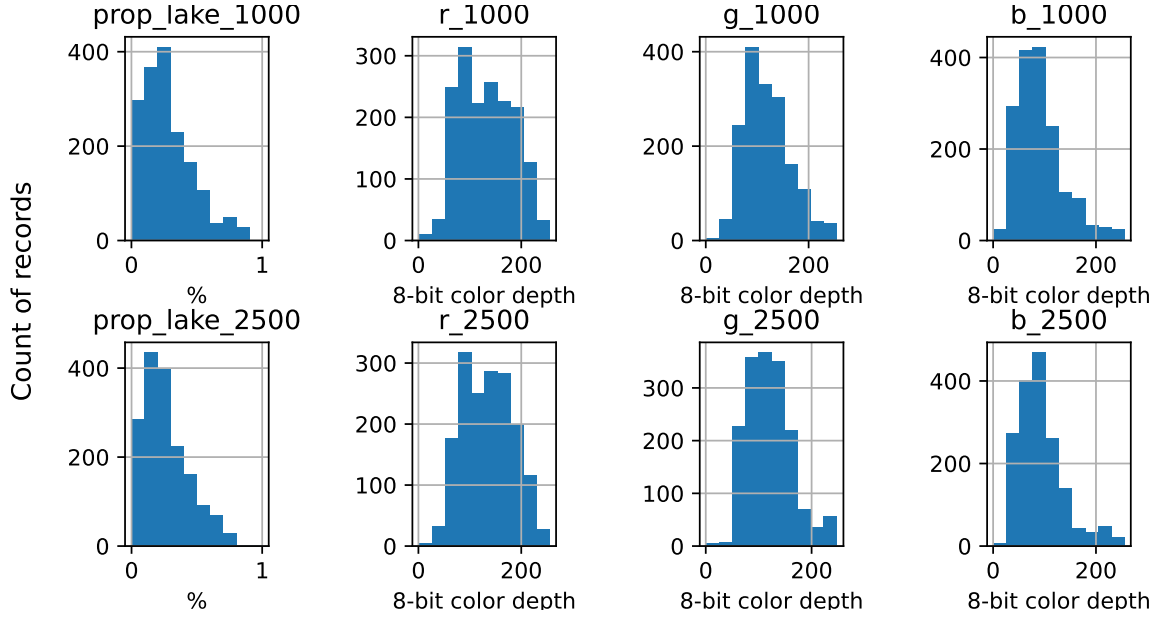 prop_lake_1000 r_1000 g_1000 b_1000
400 300 400 400
200 200 200 200
100
0 0 0 0
0 1 0 200 0 200 0 200
% 8-bit color depth 8-bit color depth 8-bit color depth
Count of records
prop_lake_2500 r_2500 g_2500 b_2500
400 300 300 400
200 200 200 200
100 100
0 0 0 0
0 1 0 200 0 200 0 200
% 8-bit color depth 8-bit color depth 8-bit color depth